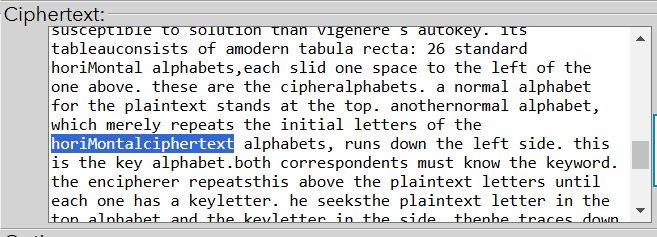 Ciphertext:
susceptible to solution than vigenere's autokey. its
tableauconsists of amodern tabula recta: 26 standard
horiMontal alphabets,each slid one space to the left of the
one above. these are the cipheralphabets. a normal alphabet
for the plaintext stands at the top. anothernormal alphabet,
which merely repeats the initial letters of the
horiMontalciphertext alphabets, runs down the left side. this
is the key alphabet.both correspondents must know the keyword.
the encipherer repeatsthis above the plaintext letters until
each one has a keyletter. he seeksthe plaintext letter in the
top alphabet and the keyletter in the side. thenhe traces down